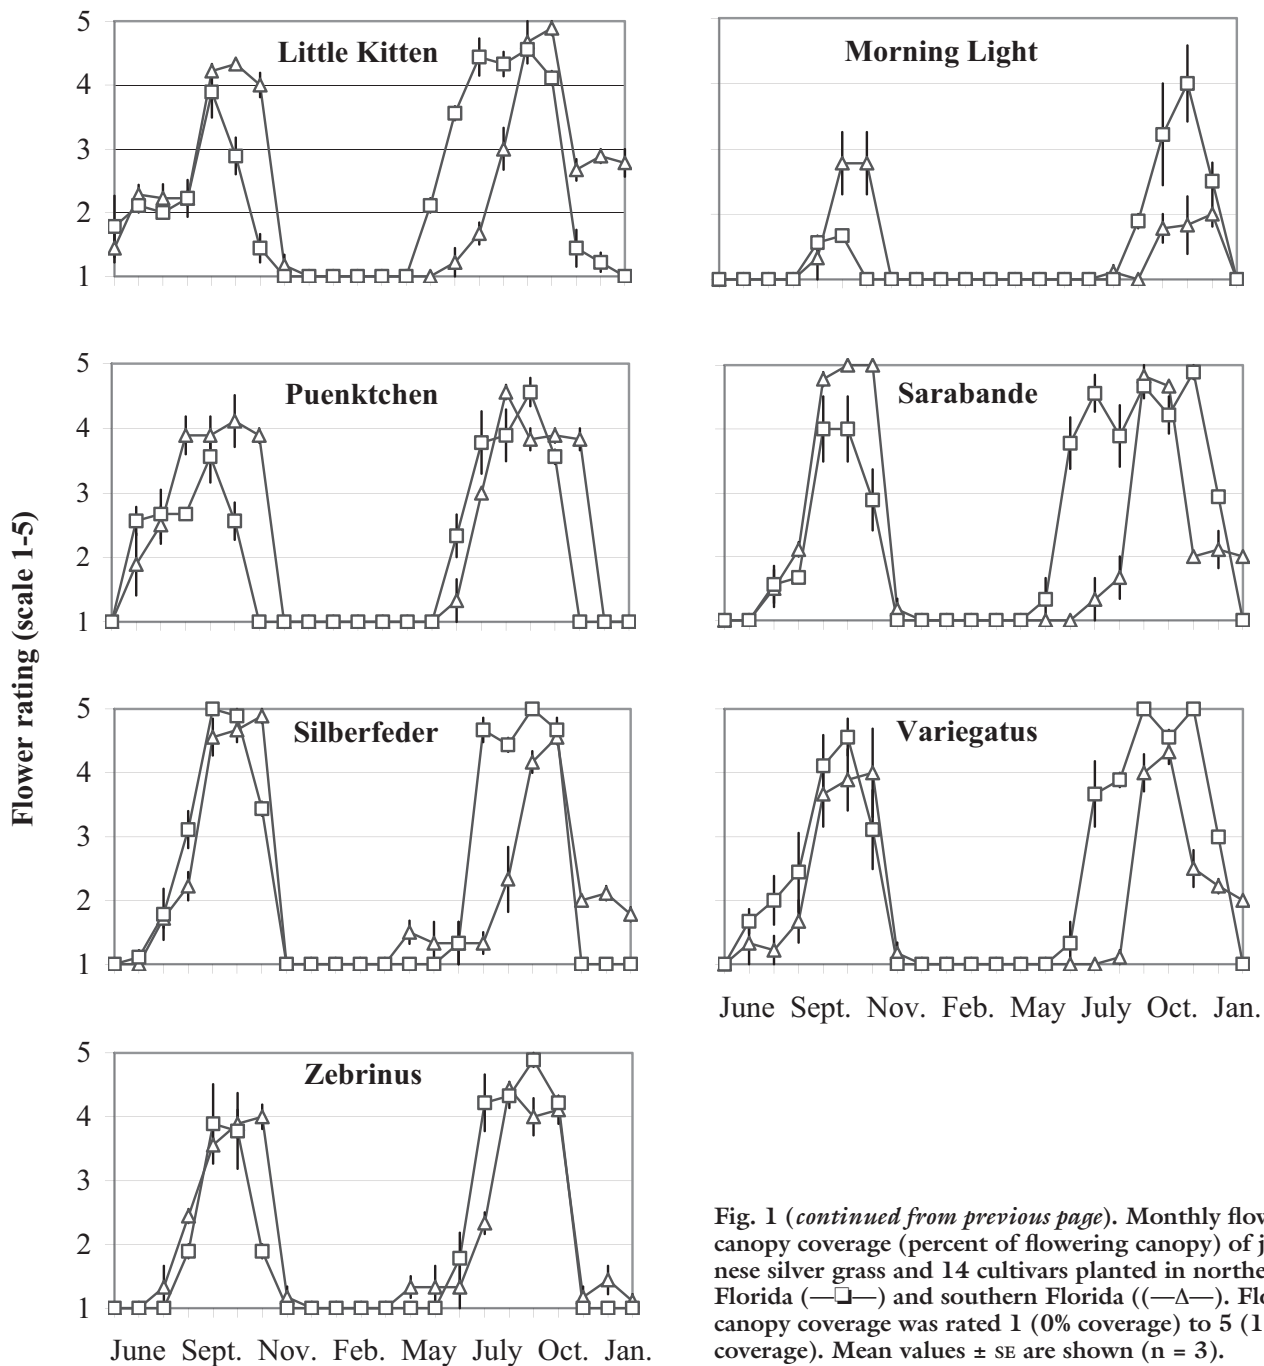 Flower rating (scale 1-5)
5
4
3
2
1
Little Kitten
Morning Light
5
4
3
2
1
Puenktchen
Sarabande
5
4
3
2
1
Silberfeder
Variegatus
June Sept. Nov. Feb. May July Oct. Jan.
5
4
3
2
1
Zebrinus
June Sept. Nov. Feb. May July Oct. Jan.
Fig. 1 (continued from previous page). Monthly flow
canopy coverage (percent of flowering canopy) of j
nese silver grass and 14 cultivars planted in northe
Florida (—❑—) and southern Florida ((—Δ—). Flo
canopy coverage was rated 1 (0% coverage) to 5 (1
coverage). Mean values ± SE are shown (n = 3).